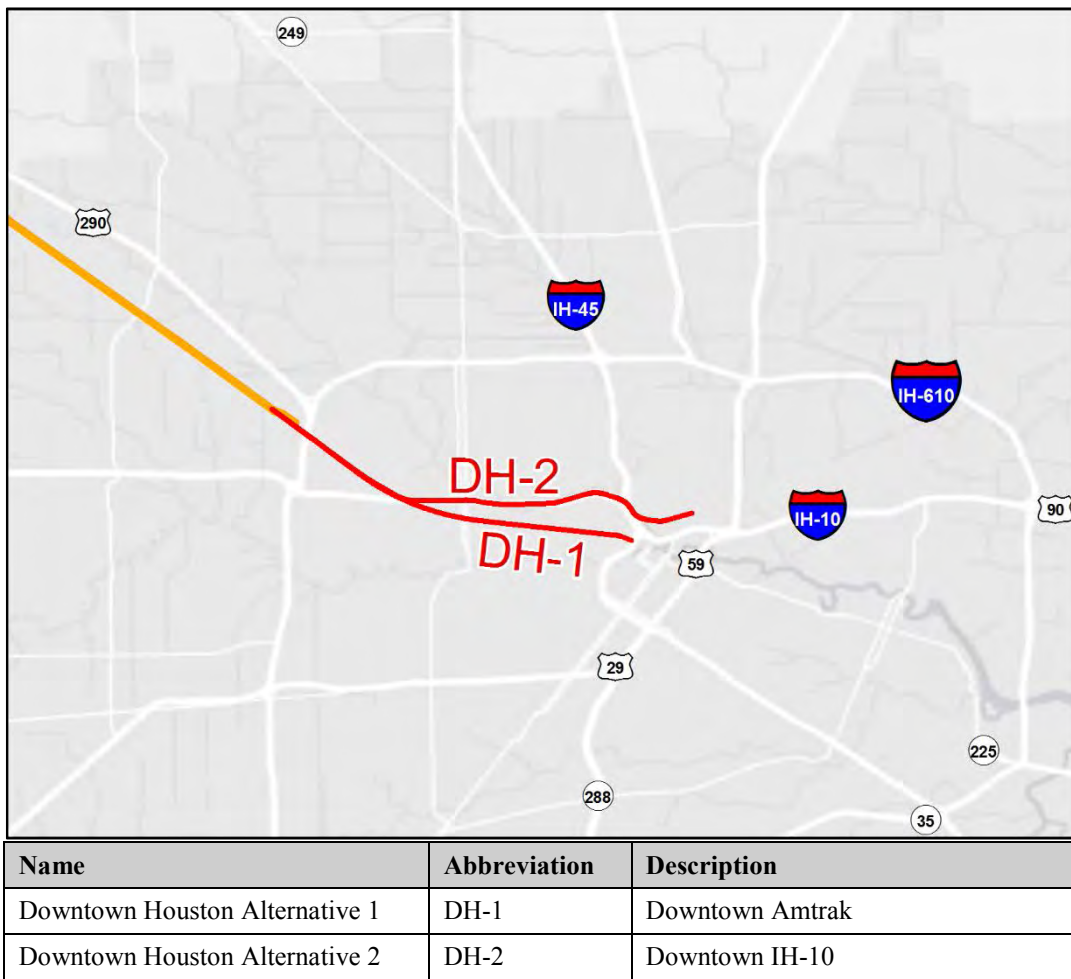 249
290
IH-45
IH-610
DH-2
IH-10
90
DH-1
59
29
225
288
35
Name Abbreviation Description
Downtown Houston Alternative 1 DH-1 Downtown Amtrak
Downtown Houston Alternative 2 DH-2 Downtown IH-10